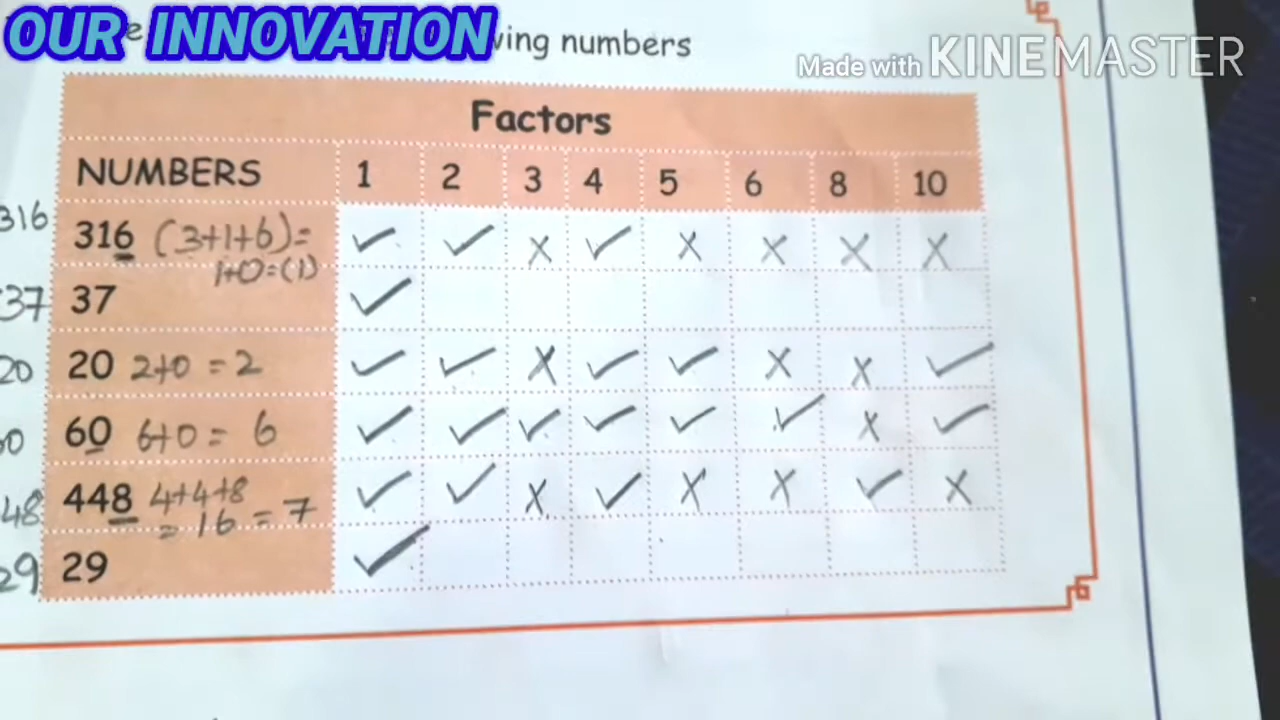 OUR INNOVATION
wing numbers
Made with KINEMASTER
Factors
NUMBERS 1 2 3 4 5 6 8 10
316 316 (3+1+6)= ✓ ✓ x ✓ x x x x
1+0=(1)
37 37 ✓
20 20 2+0 = 2 ✓ ✓ x ✓ ✓ x x ✓
60 6+0 = 6 ✓ ✓ ✓ ✓ ✓ ✓ x ✓
48 448 4+4+8 ✓ ✓ x ✓ x x ✓ x
= 16 = 7
29 29 ✓